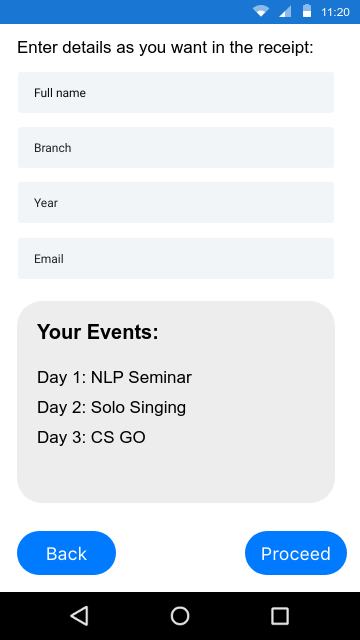 11:20
Enter details as you want in the receipt:
Full name
Branch
Year
Email
Your Events:
Day 1: NLP Seminar
Day 2: Solo Singing
Day 3: CS GO
Back
Proceed